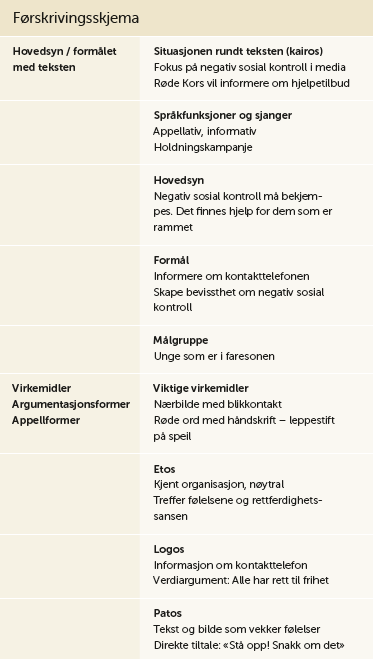 Førskrivingsskjema
Hovedsyn / formålet
med teksten
Situasjonen rundt teksten (kairos)
Fokus på negativ sosial kontroll i media
Røde Kors vil informere om hjelpetilbud
Språkfunksjoner og sjanger
Appellativ, informativ
Holdningskampanje
Hovedsyn
Negativ sosial kontroll må bekjem-
pes. Det finnes hjelp for dem som er
rammet
Formål
Informere om kontakttelefonen
Skape bevissthet om negativ sosial
kontroll
Målgruppe
Unge som er i faresonen
Virkemidler
Argumentasjonsformer
Appellformer
Viktige virkemidler
Nærbilde med blikkontakt
Røde ord med håndskrift – leppestift
på speil
Etos
Kjent organisasjon, nøytral
Treffer følelsene og rettferdighets-
sansen
Logos
Informasjon om kontakttelefon
Verdiargument: Alle har rett til frihet
Patos
Tekst og bilde som vekker følelser
Direkte tiltale: «Stå opp! Snakk om det»